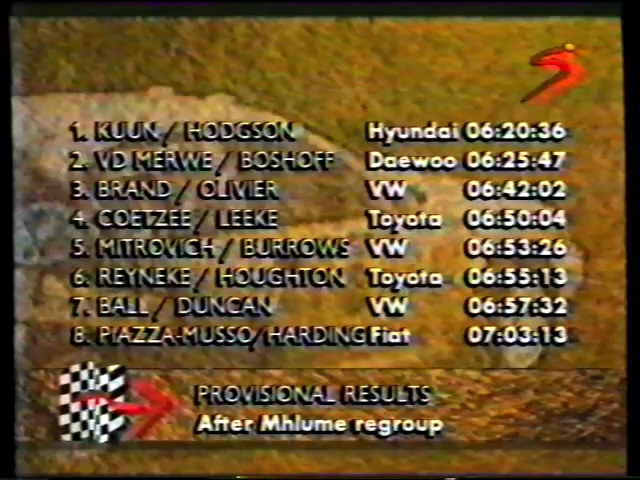 1. KUUN / HODGSON Hyundai 06:20:36
2. VD MERWE / BOSHOFF Daewoo 06:25:47
3. BRAND / OLIVIER VW 06:42:02
4. COETZEE / LEEKE Toyota 06:50:04
5. MITROVICH / BURROWS VW 06:53:26
6. REYNEKE / HOUGHTON Toyota 06:55:13
7. BALL / DUNCAN VW 06:57:32
8. PIAZZA-MUSSO/HARDING Fiat 07:03:13
PROVISIONAL RESULTS
After Mhlume regroup